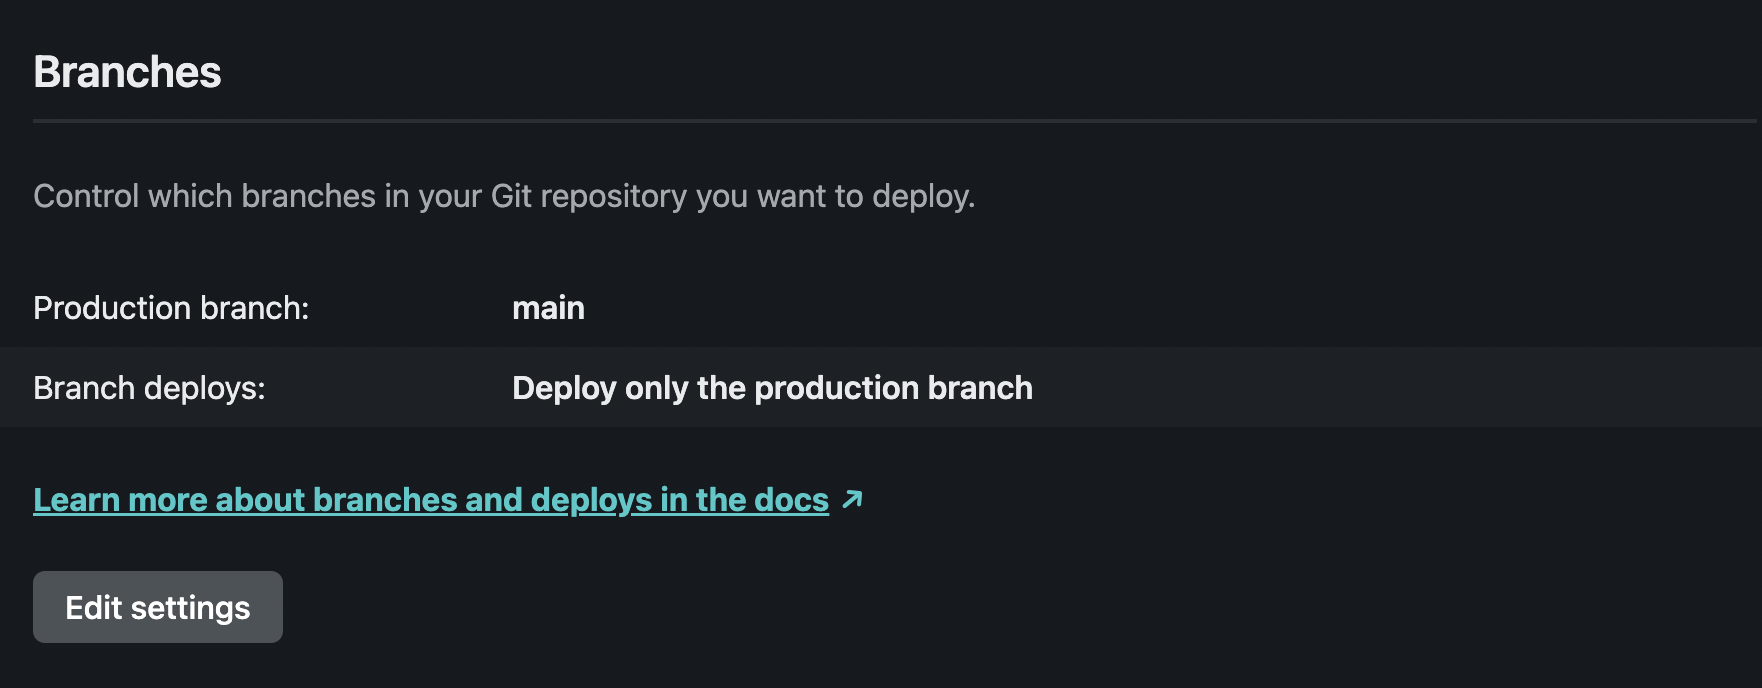 Branches
Control which branches in your Git repository you want to deploy.
Production branch: main
Branch deploys: Deploy only the production branch
Learn more about branches and deploys in the docs ↗
Edit settings